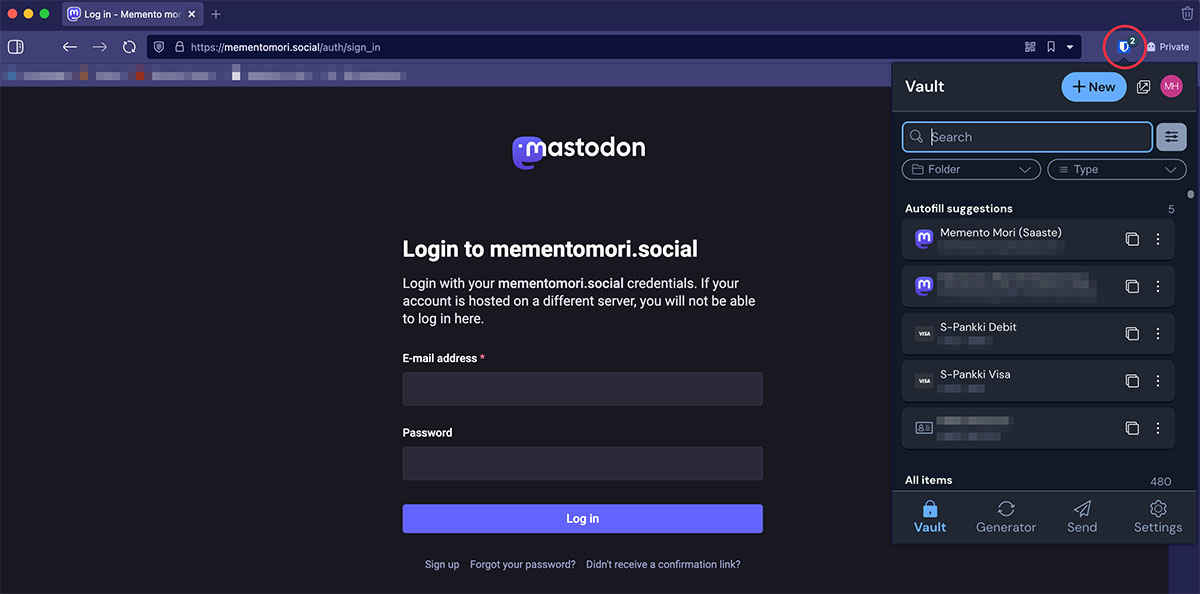 Log in - Memento mor
https://mementomori.social/auth/sign_in
2
Private
mastodon
Login to mementomori.social
Login with your mementomori.social credentials. If your
account is hosted on a different server, you will not be able
to log in here.
E-mail address *
Password
Log in
Sign up Forgot your password? Didn't receive a confirmation link?
Vault
+ New
MH
Search
Folder
Type
Autofill suggestions 5
Memento Mori (Saaste)
VISA
S-Pankki Debit
VISA
S-Pankki Visa
All items 480
Vault Generator Send Settings